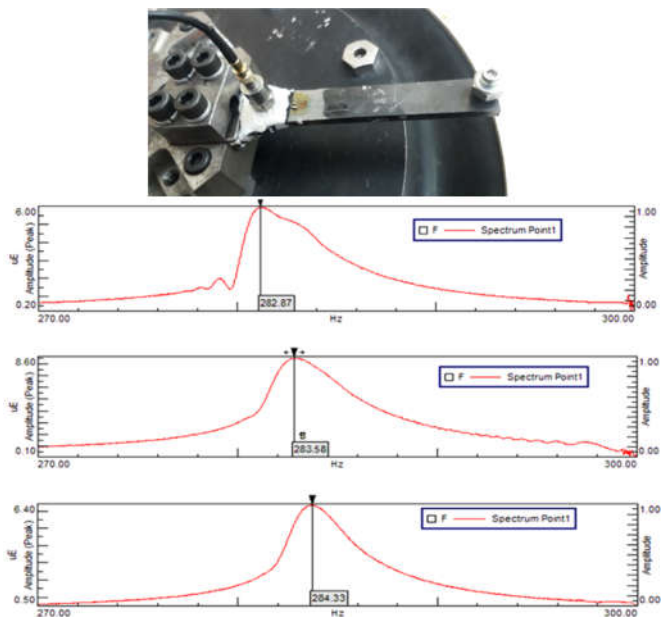 6.00
uE
Amplitude (Peak)
0.20
F Spectrum Point1
1.00
Amplitude
0.00
282.87
270.00
Hz
300.00
8.60
uE
Amplitude (Peak)
0.10
F Spectrum Point1
1.00
Amplitude
0.00
283.58
270.00
Hz
300.00
6.40
uE
Amplitude (Peak)
0.50
F Spectrum Point1
1.00
Amplitude
0.00
284.33
270.00
Hz
300.00